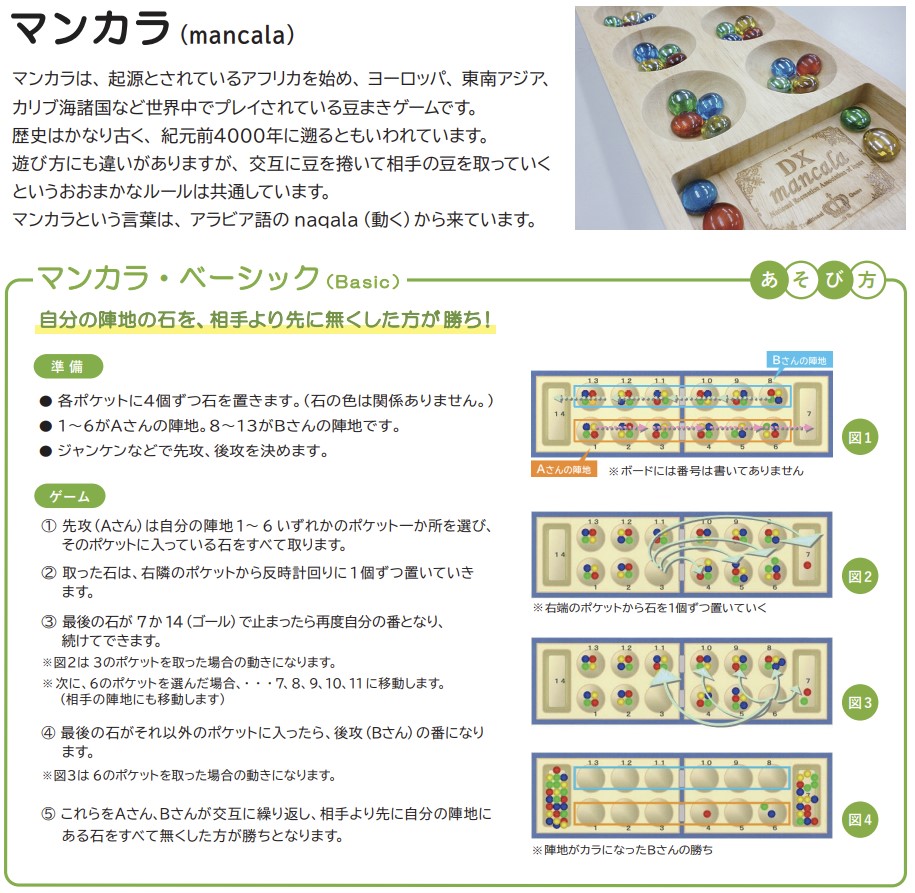 マンカラ（mancala）
マンカラは、起源とされているアフリカを始め、ヨーロッパ、東南アジア、
カリブ海諸国など世界中でプレイされている豆まきゲームです。
歴史はかなり古く、紀元前4000年に遡るともいわれています。
遊び方にも違いがありますが、交互に豆を捲いて相手の豆を取っていく
というおおまかなルールは共通しています。
マンカラという言葉は、アラビア語の naqala（動く）から来ています。
DX
mancala
マンカラ・ベーシック（Basic）
あそび方
自分の陣地の石を、相手より先に無くした方が勝ち！
準備
● 各ポケットに4個ずつ石を置きます。（石の色は関係ありません。）
● 1～6がAさんの陣地。8～13がBさんの陣地です。
● ジャンケンなどで先攻、後攻を決めます。
ゲーム
① 先攻（Aさん）は自分の陣地1～6いずれかのポケット一か所を選び、
そのポケットに入っている石をすべて取ります。
② 取った石は、右隣のポケットから反時計回りに1個ずつ置いていき
ます。
③ 最後の石が7か14（ゴール）で止まったら再度自分の番となり、
続けてできます。
※図2は3のポケットを取った場合の動きになります。
※次に、6のポケットを選んだ場合、・・・7、8、9、10、11に移動します。
（相手の陣地にも移動します）
④ 最後の石がそれ以外のポケットに入ったら、後攻（Bさん）の番になり
ます。
※図3は6のポケットを取った場合の動きになります。
⑤ これらをAさん、Bさんが交互に繰り返し、相手より先に自分の陣地に
ある石をすべて無くした方が勝ちとなります。
Bさんの陣地
13 12 11 10 9 8
14 7
1 2 3 4 5 6
Aさんの陣地
※ボードには番号は書いてありません
図1
13 12 11 10 9 8
14 7
1 2 3 4 5 6
※右端のポケットから石を1個ずつ置いていく
図2
13 12 11 10 9 8
14 7
1 2 3 4 5 6
図3
13 12 11 10 9 8
1 2 3 4 5 6
※陣地がカラになったBさんの勝ち
図4